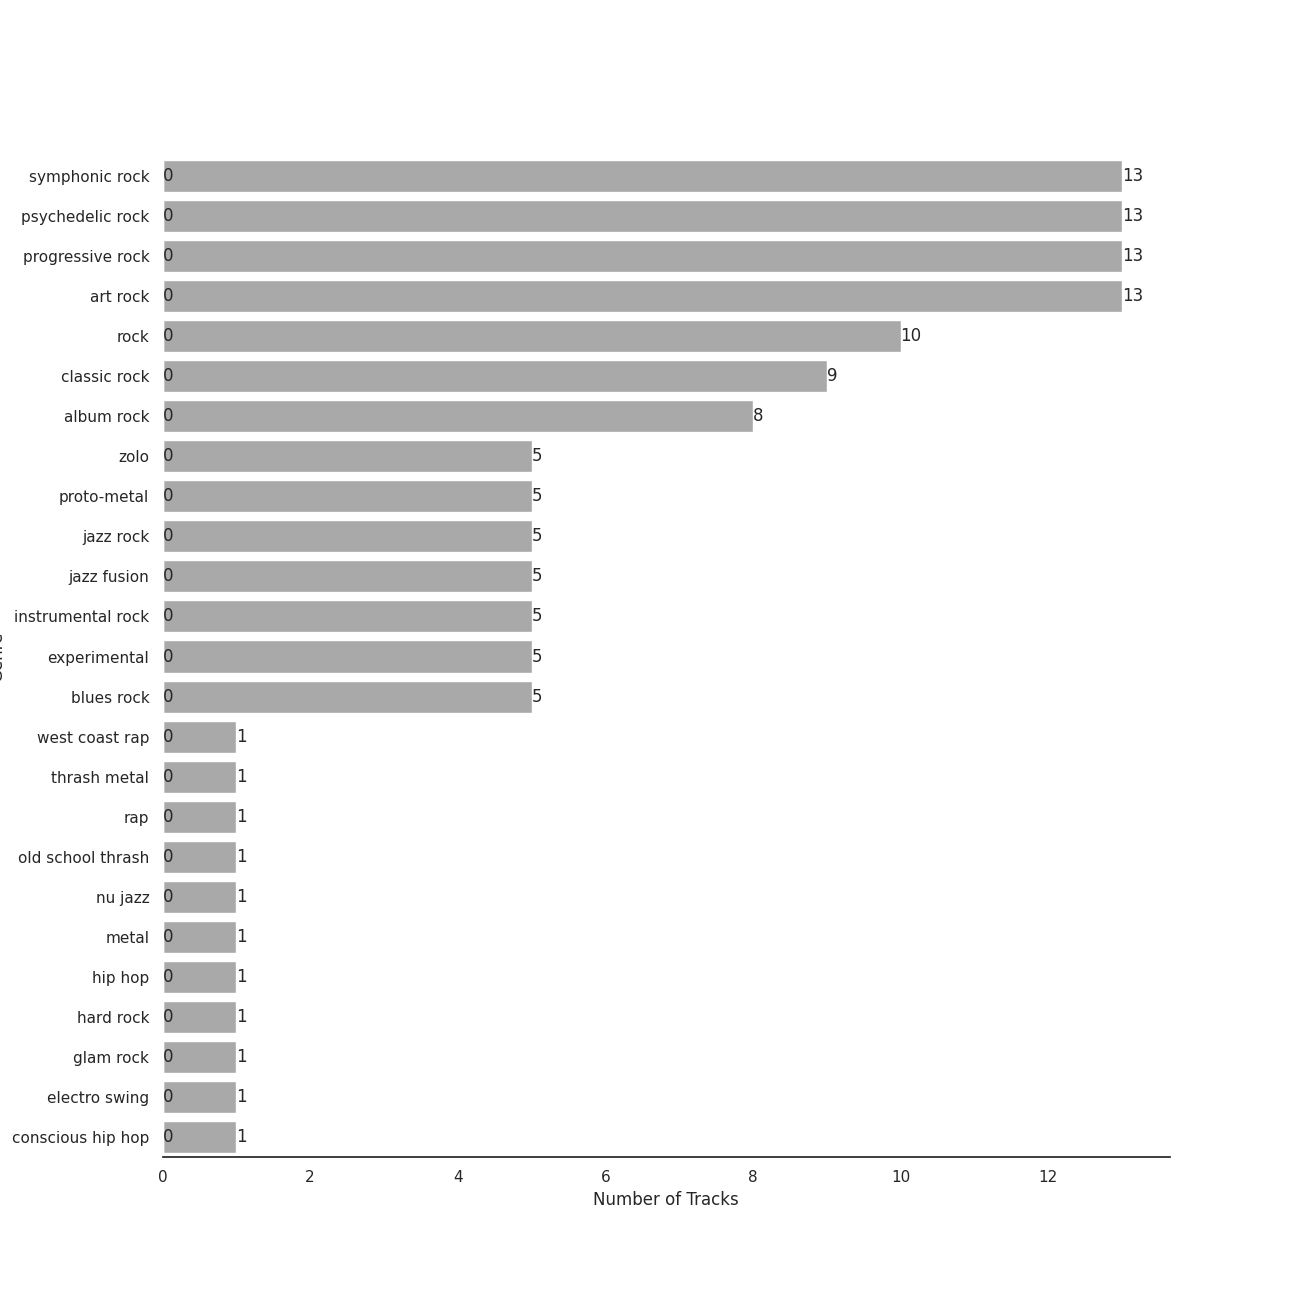 symphonic rock 0 13
psychedelic rock 0 13
progressive rock 0 13
art rock 0 13
rock 0 10
classic rock 0 9
album rock 0 8
zolo 0 5
proto-metal 0 5
jazz rock 0 5
jazz fusion 0 5
instrumental rock 0 5
experimental 0 5
blues rock 0 5
west coast rap 0 1
thrash metal 0 1
rap 0 1
old school thrash 0 1
nu jazz 0 1
metal 0 1
hip hop 0 1
hard rock 0 1
glam rock 0 1
electro swing 0 1
conscious hip hop 0 1
0 2 4 6 8 10 12
Number of Tracks